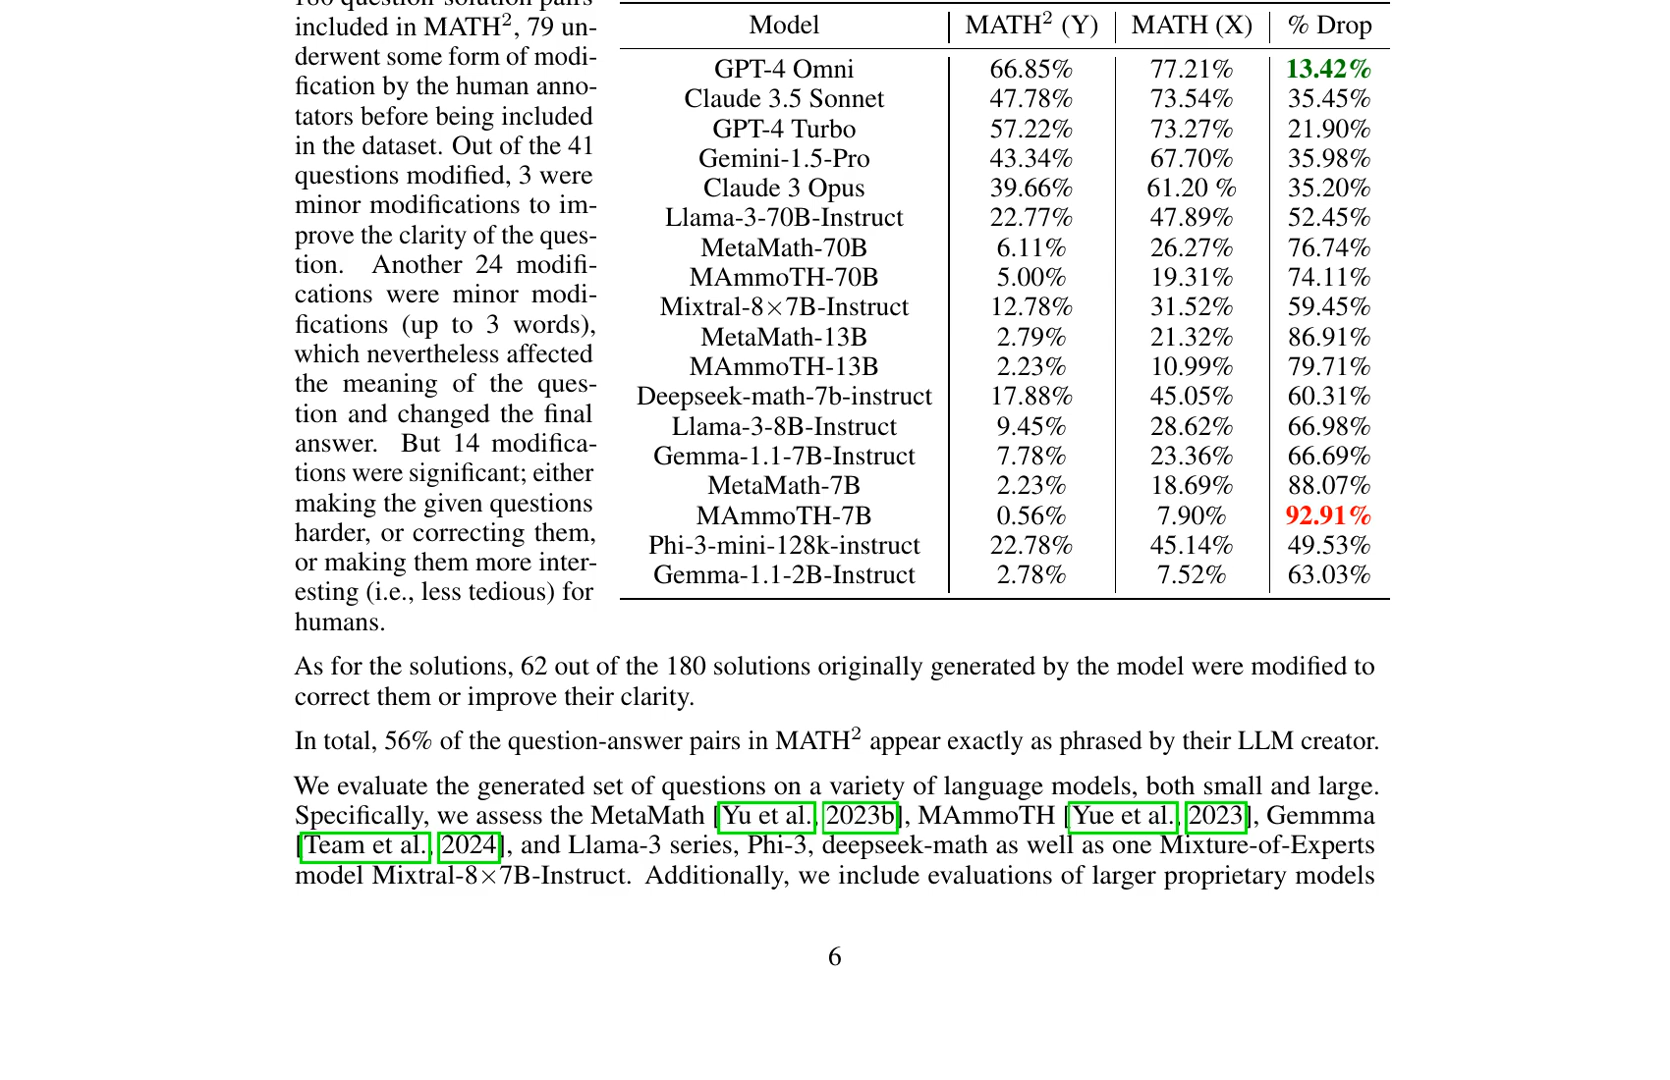 180 question-solution pairs
included in MATH², 79 un-
derwent some form of modi-
fication by the human anno-
tators before being included
in the dataset. Out of the 41
questions modified, 3 were
minor modifications to im-
prove the clarity of the ques-
tion. Another 24 modifi-
cations were minor modi-
fications (up to 3 words),
which nevertheless affected
the meaning of the ques-
tion and changed the final
answer. But 14 modifica-
tions were significant; either
making the given questions
harder, or correcting them,
or making them more inter-
esting (i.e., less tedious) for
humans.
Model MATH² (Y) MATH (X) % Drop
GPT-4 Omni 66.85% 77.21% 13.42%
Claude 3.5 Sonnet 47.78% 73.54% 35.45%
GPT-4 Turbo 57.22% 73.27% 21.90%
Gemini-1.5-Pro 43.34% 67.70% 35.98%
Claude 3 Opus 39.66% 61.20 % 35.20%
Llama-3-70B-Instruct 22.77% 47.89% 52.45%
MetaMath-70B 6.11% 26.27% 76.74%
MAmmoTH-70B 5.00% 19.31% 74.11%
Mixtral-8×7B-Instruct 12.78% 31.52% 59.45%
MetaMath-13B 2.79% 21.32% 86.91%
MAmmoTH-13B 2.23% 10.99% 79.71%
Deepseek-math-7b-instruct 17.88% 45.05% 60.31%
Llama-3-8B-Instruct 9.45% 28.62% 66.98%
Gemma-1.1-7B-Instruct 7.78% 23.36% 66.69%
MetaMath-7B 2.23% 18.69% 88.07%
MAmmoTH-7B 0.56% 7.90% 92.91%
Phi-3-mini-128k-instruct 22.78% 45.14% 49.53%
Gemma-1.1-2B-Instruct 2.78% 7.52% 63.03%
As for the solutions, 62 out of the 180 solutions originally generated by the model were modified to
correct them or improve their clarity.
In total, 56% of the question-answer pairs in MATH² appear exactly as phrased by their LLM creator.
We evaluate the generated set of questions on a variety of language models, both small and large.
Specifically, we assess the MetaMath [Yu et al., 2023b], MAmmoTH [Yue et al., 2023], Gemmma
[Team et al., 2024], and Llama-3 series, Phi-3, deepseek-math as well as one Mixture-of-Experts
model Mixtral-8×7B-Instruct. Additionally, we include evaluations of larger proprietary models
6